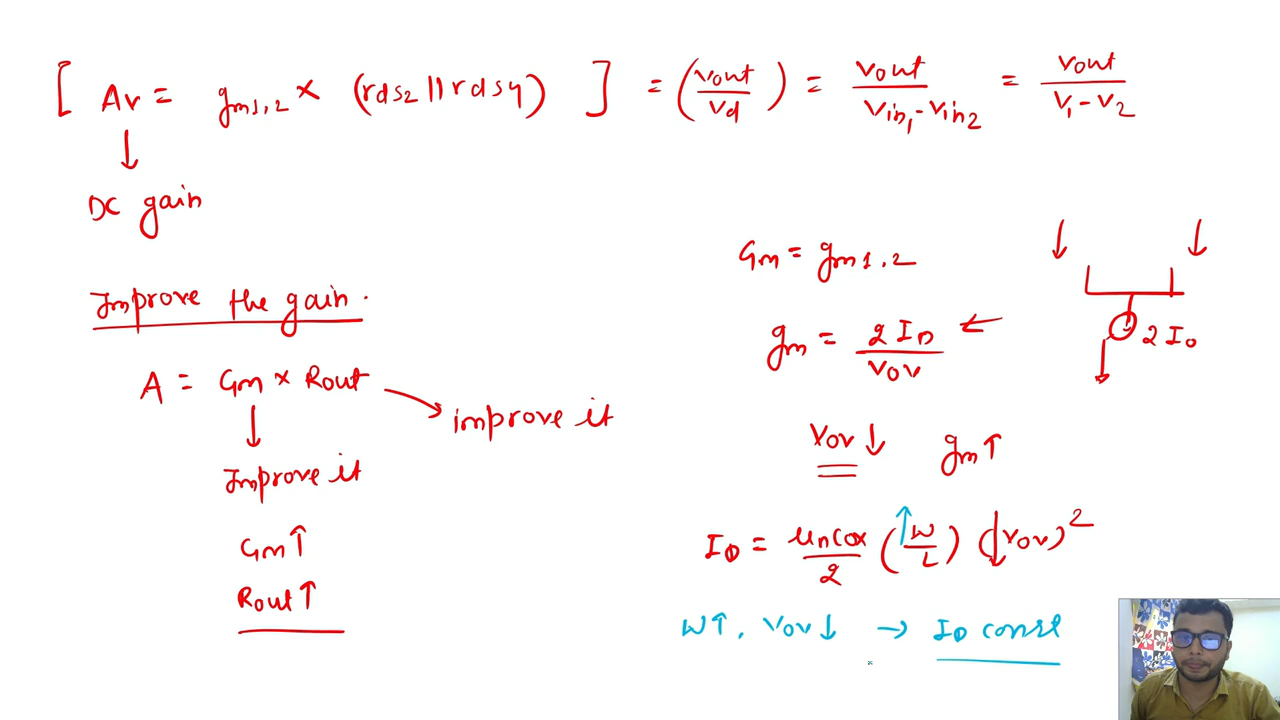 [ Av = gm1,2 × (rds2 || rds4) ] = (vout/vd) = vout/(vin1 - vin2) = vout/(v1 - v2)
↓
DC gain
Improve the gain.
A = Gm × Rout → improve it
↓
Improve it
Gm↑
Rout↑
Gm = gm1,2
gm = 2ID/Vov ←
2Io
Vov↓ gm↑
ID = μnCox/2 (↑W/L) (↓Vov)²
W↑, Vov↓ → ID const